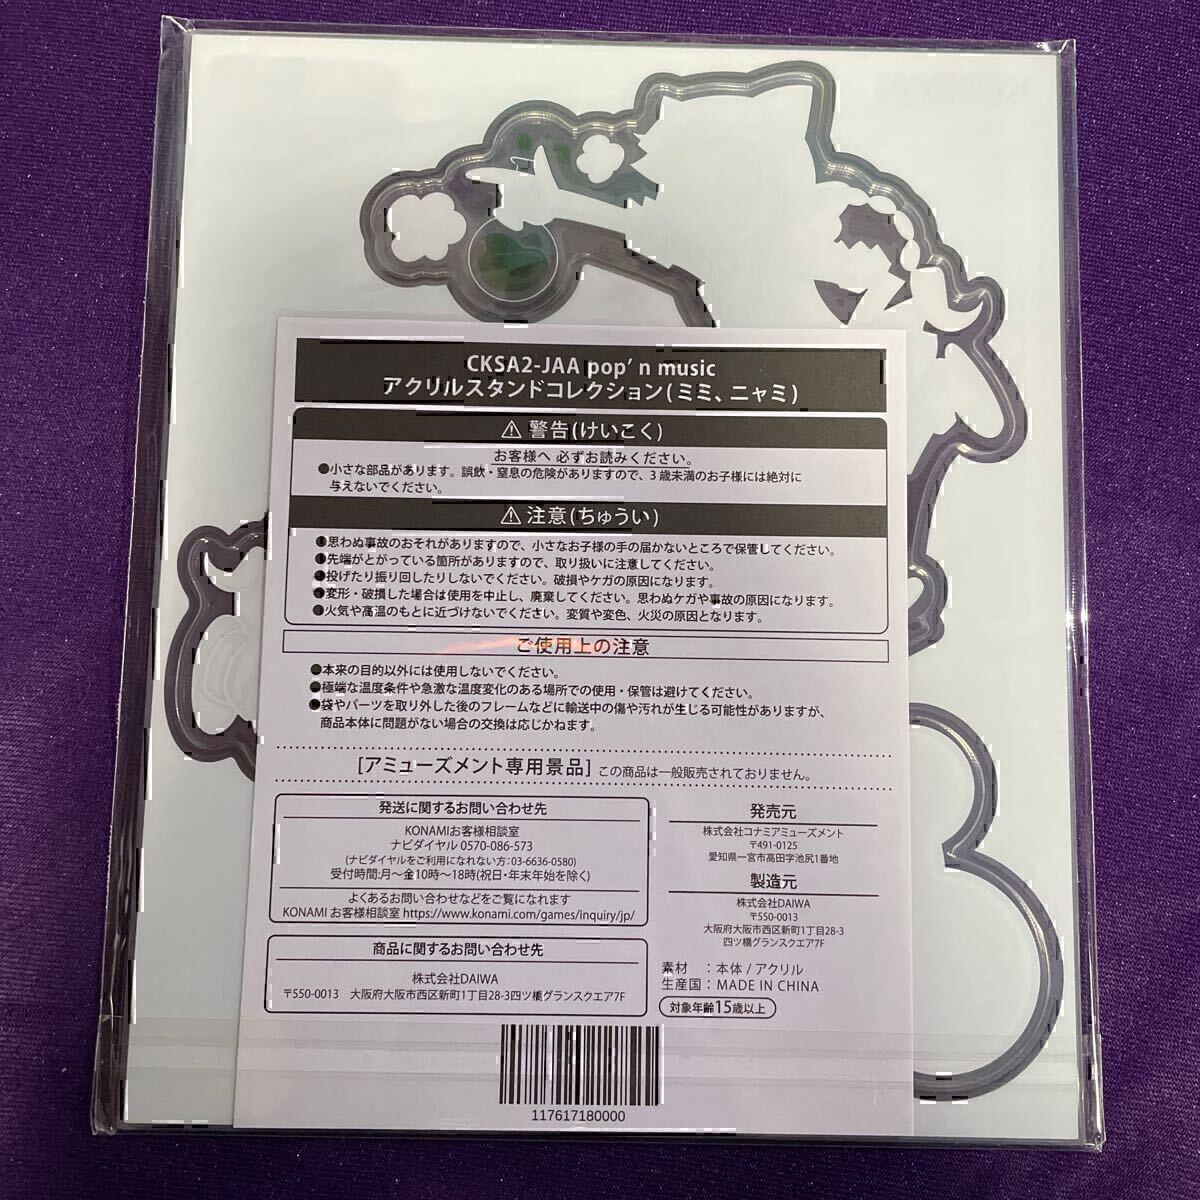 CKSA2-JAA pop'n music
アクリルスタンドコレクション(ミミ、ニャミ)
⚠ 警告(けいこく)
お客様へ 必ずお読みください。
●小さな部品があります。誤飲・窒息の危険がありますので、3歳未満のお子様には絶対に
与えないでください。
⚠ 注意(ちゅうい)
●思わぬ事故のおそれがありますので、小さなお子様の手の届かないところで保管してください。
●先端がとがっている箇所がありますので、取り扱いに注意してください。
●投げたり振り回したりしないでください。破損やケガの原因になります。
●変形・破損した場合は使用を中止し、廃棄してください。思わぬケガや事故の原因になります。
●火気や高温のもとに近づけないでください。変質や変色、火災の原因となります。
ご使用上の注意
●本来の目的以外には使用しないでください。
●極端な温度条件や急激な温度変化のある場所での使用・保管は避けてください。
●袋やパーツを取り外した後のフレームなどに輸送中の傷や汚れが生じる可能性がありますが、
商品本体に問題がない場合の交換は応じかねます。
[アミューズメント専用景品] この商品は一般販売されておりません。
発送に関するお問い合わせ先
KONAMIお客様相談室
ナビダイヤル 0570-086-573
(ナビダイヤルをご利用になれない方:03-6636-0580)
受付時間:月～金10時～18時(祝日・年末年始を除く)
よくあるお問い合わせなどをご覧になれます
KONAMI お客様相談室 https://www.konami.com/games/inquiry/jp/
商品に関するお問い合わせ先
株式会社DAIWA
〒550-0013 大阪府大阪市西区新町1丁目28-3四ツ橋グランスクエア7F
発売元
株式会社コナミアミューズメント
〒491-0125
愛知県一宮市高田字池尻1番地
製造元
株式会社DAIWA
〒550-0013
大阪府大阪市西区新町1丁目28-3
四ツ橋グランスクエア7F
素材 :本体/アクリル
生産国:MADE IN CHINA
対象年齢15歳以上
117617180000